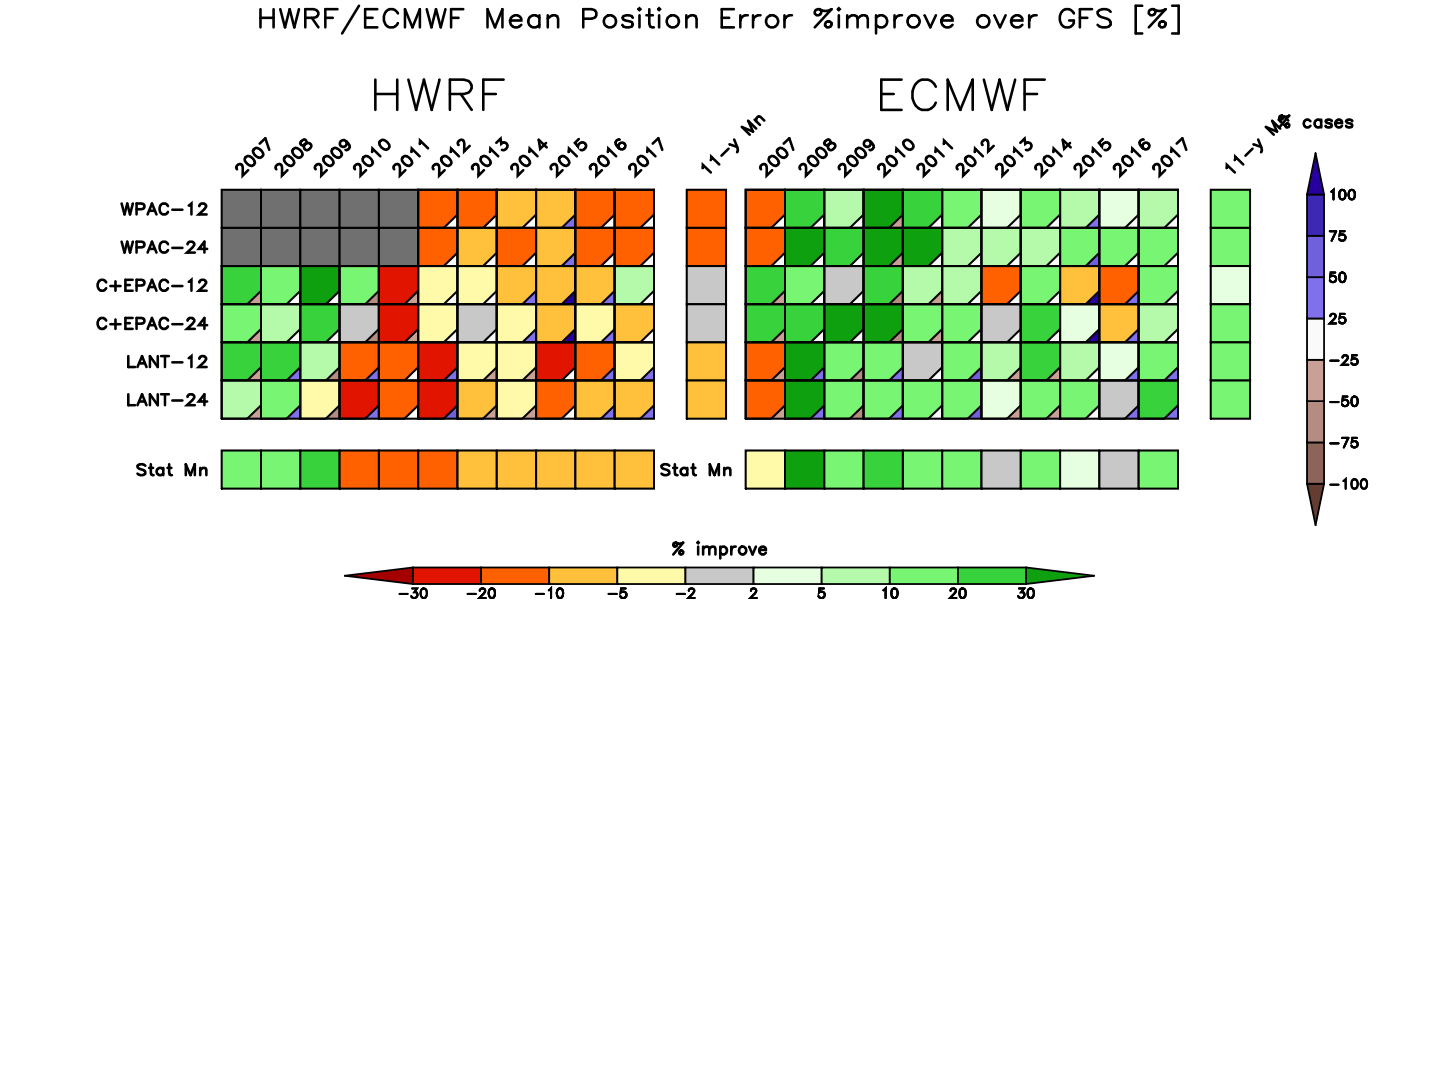 HWRF/ECMWF Mean Position Error %improve over GFS [%]
HWRF
ECMWF
2007 2008 2009 2010 2011 2012 2013 2014 2015 2016 2017 11-y Mn
2007 2008 2009 2010 2011 2012 2013 2014 2015 2016 2017 11-y Mn
% cases
WPAC-12
WPAC-24
C+EPAC-12
C+EPAC-24
LANT-12
LANT-24
Stat Mn
Stat Mn
100
75
50
25
-25
-50
-75
-100
% improve
-30 -20 -10 -5 -2 2 5 10 20 30